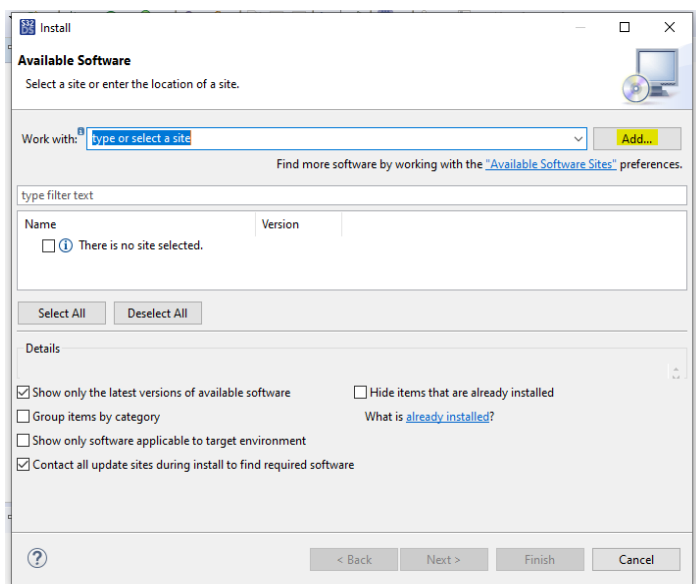 S32
DS
Install
Available Software
Select a site or enter the location of a site.
Work with: type or select a site Add...
Find more software by working with the "Available Software Sites" preferences.
type filter text
Name Version
There is no site selected.
Select All Deselect All
Details
Show only the latest versions of available software Hide items that are already installed
Group items by category What is already installed?
Show only software applicable to target environment
Contact all update sites during install to find required software
? < Back Next > Finish Cancel